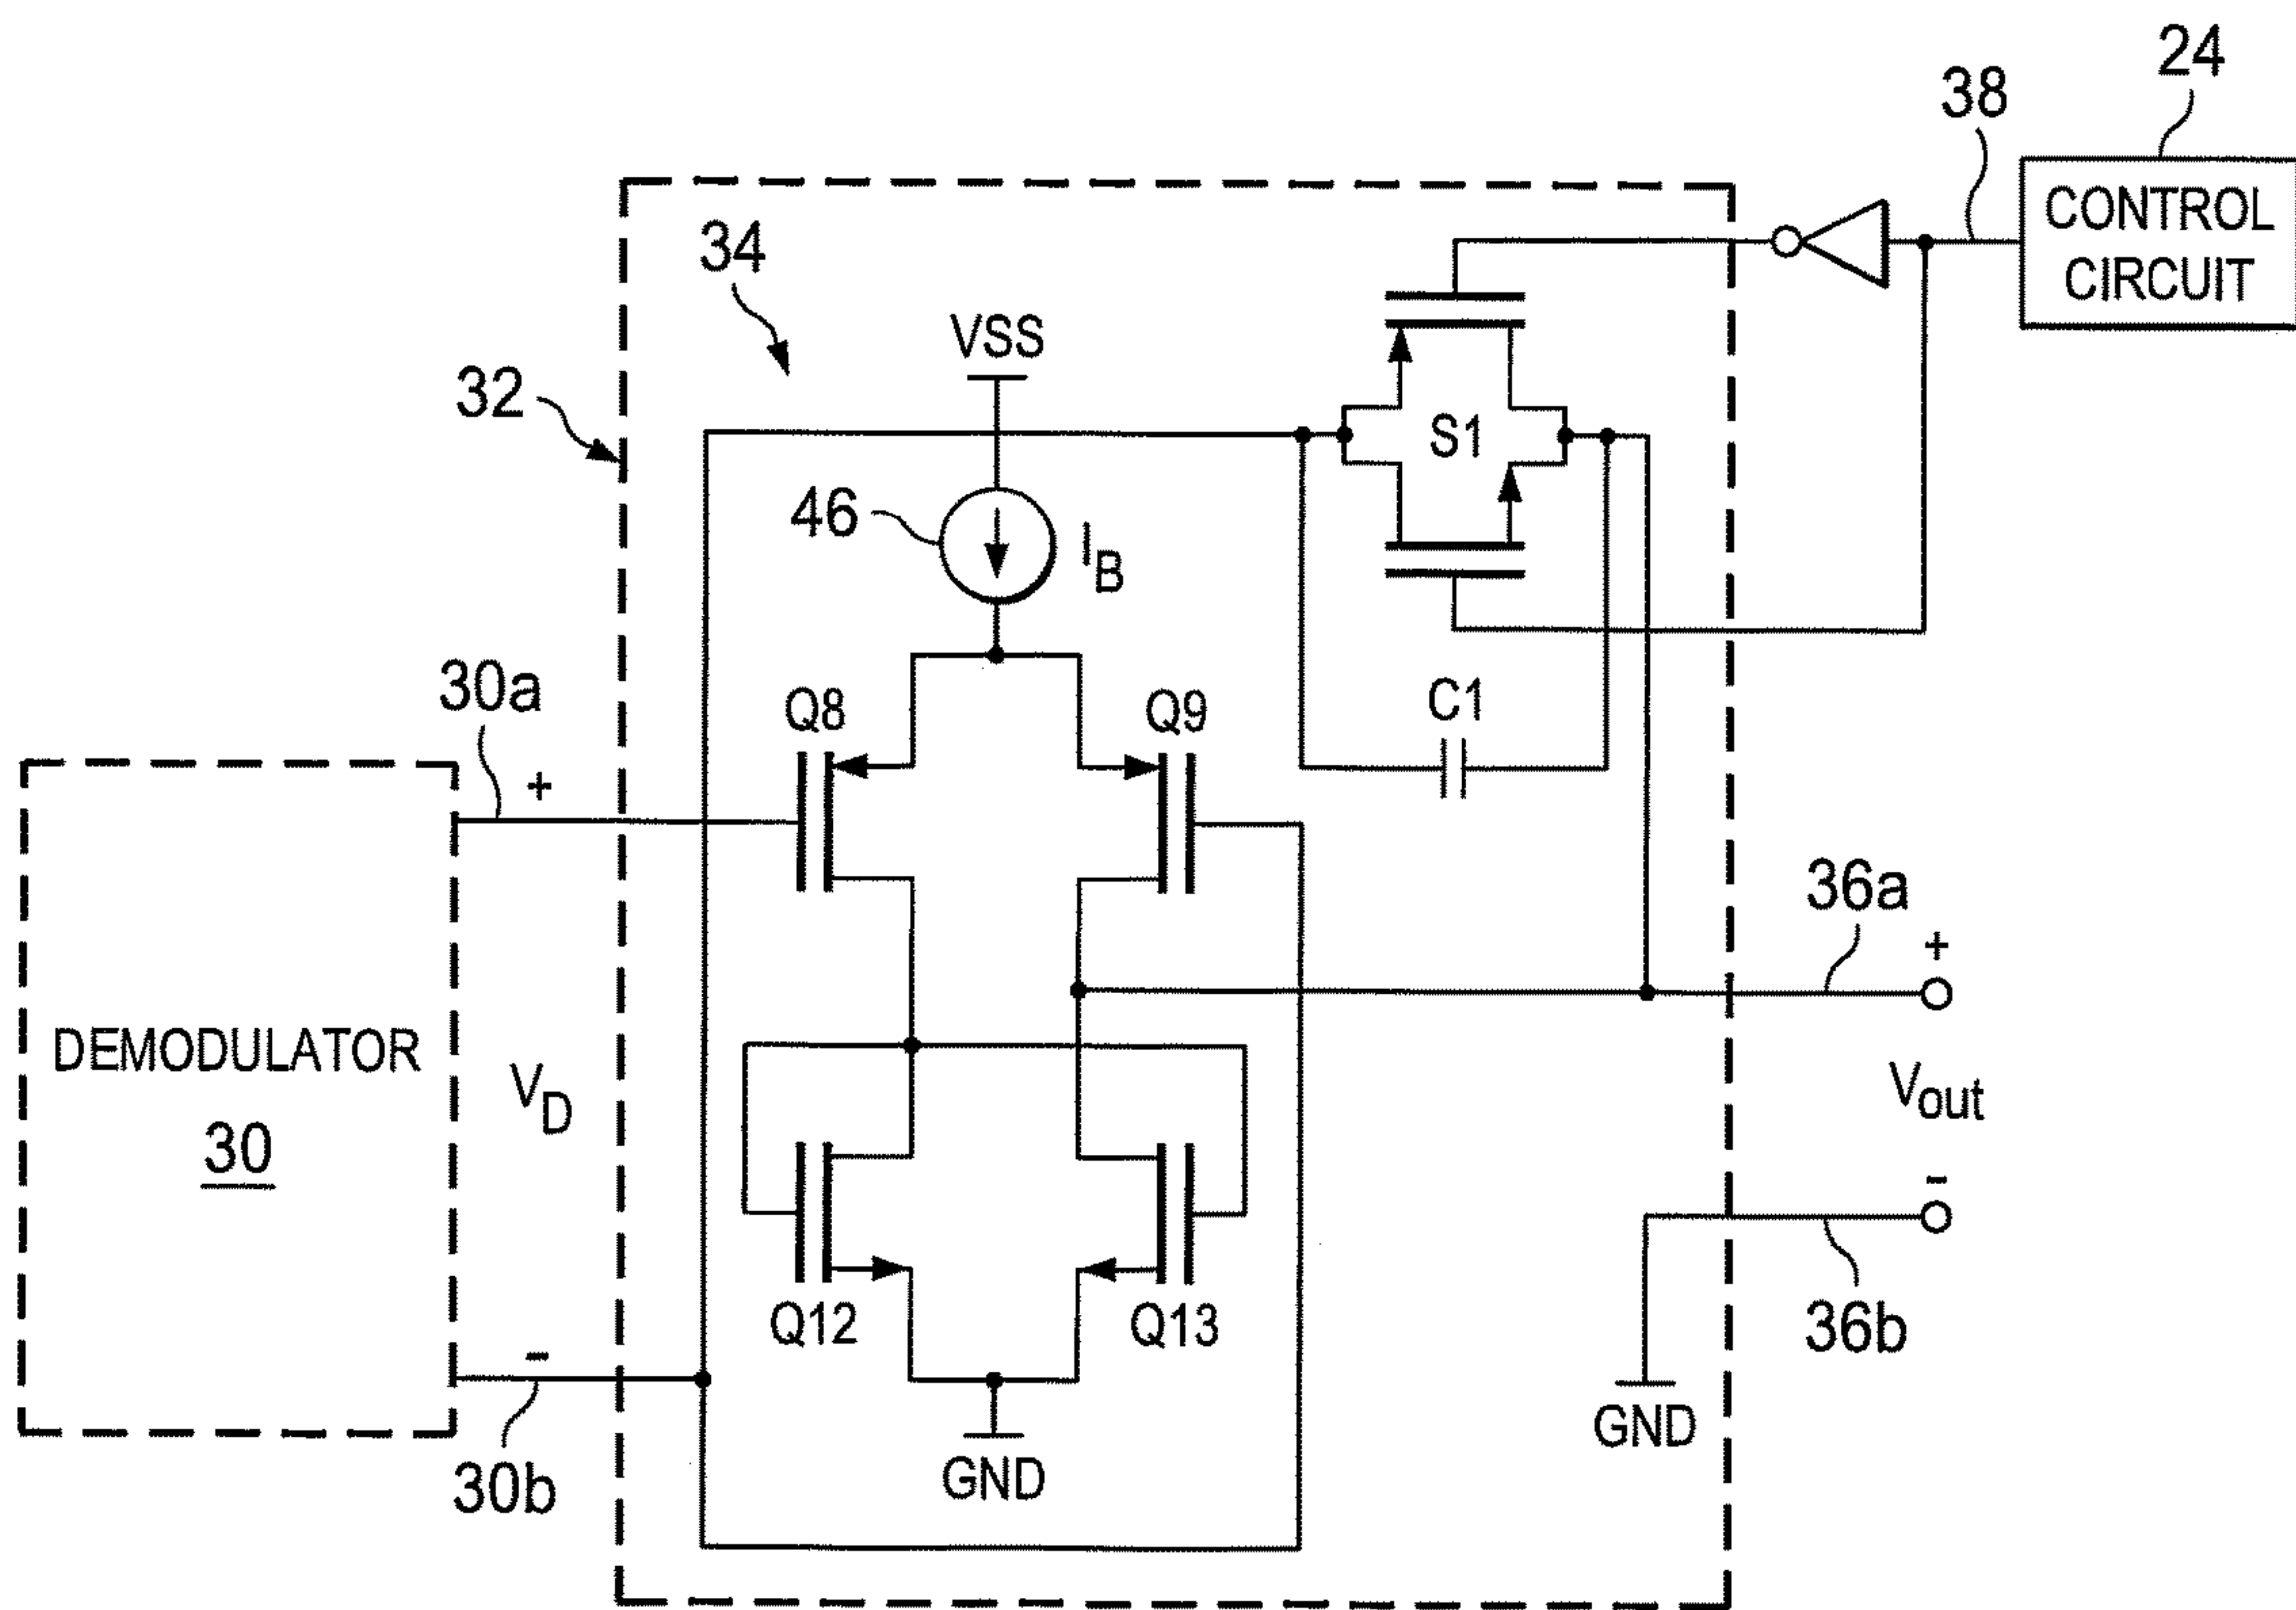 24
38
CONTROL
CIRCUIT
34
VSS
32
S1
46
IB
30a
Q8
Q9
C1
+
36a
+
DEMODULATOR
30
VD
Vout
-
Q12
Q13
-
36b
GND
30b
GND